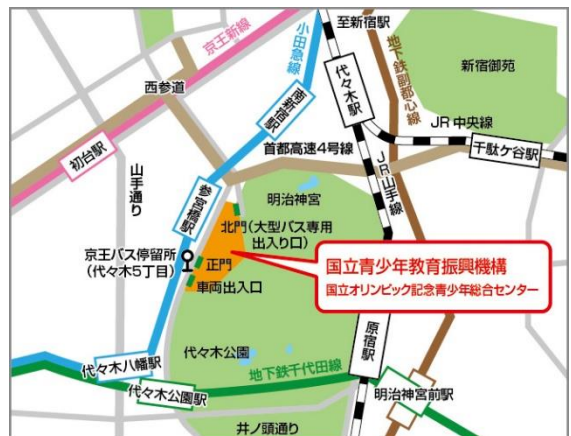 至新宿駅
京王新線
小田急線
地下鉄副都心線
新宿御苑
西参道
代々木駅
南新宿駅
JR中央線
首都高速4号線
千駄ケ谷駅
初台駅
山手通り
JR山手線
参宮橋駅
明治神宮
北門(大型バス専用
出入り口)
京王バス停留所
(代々木5丁目)
正門
国立青少年教育振興機構
国立オリンピック記念青少年総合センター
車両出入口
原宿駅
代々木公園
代々木八幡駅
地下鉄千代田線
代々木公園駅
明治神宮前駅
井ノ頭通り